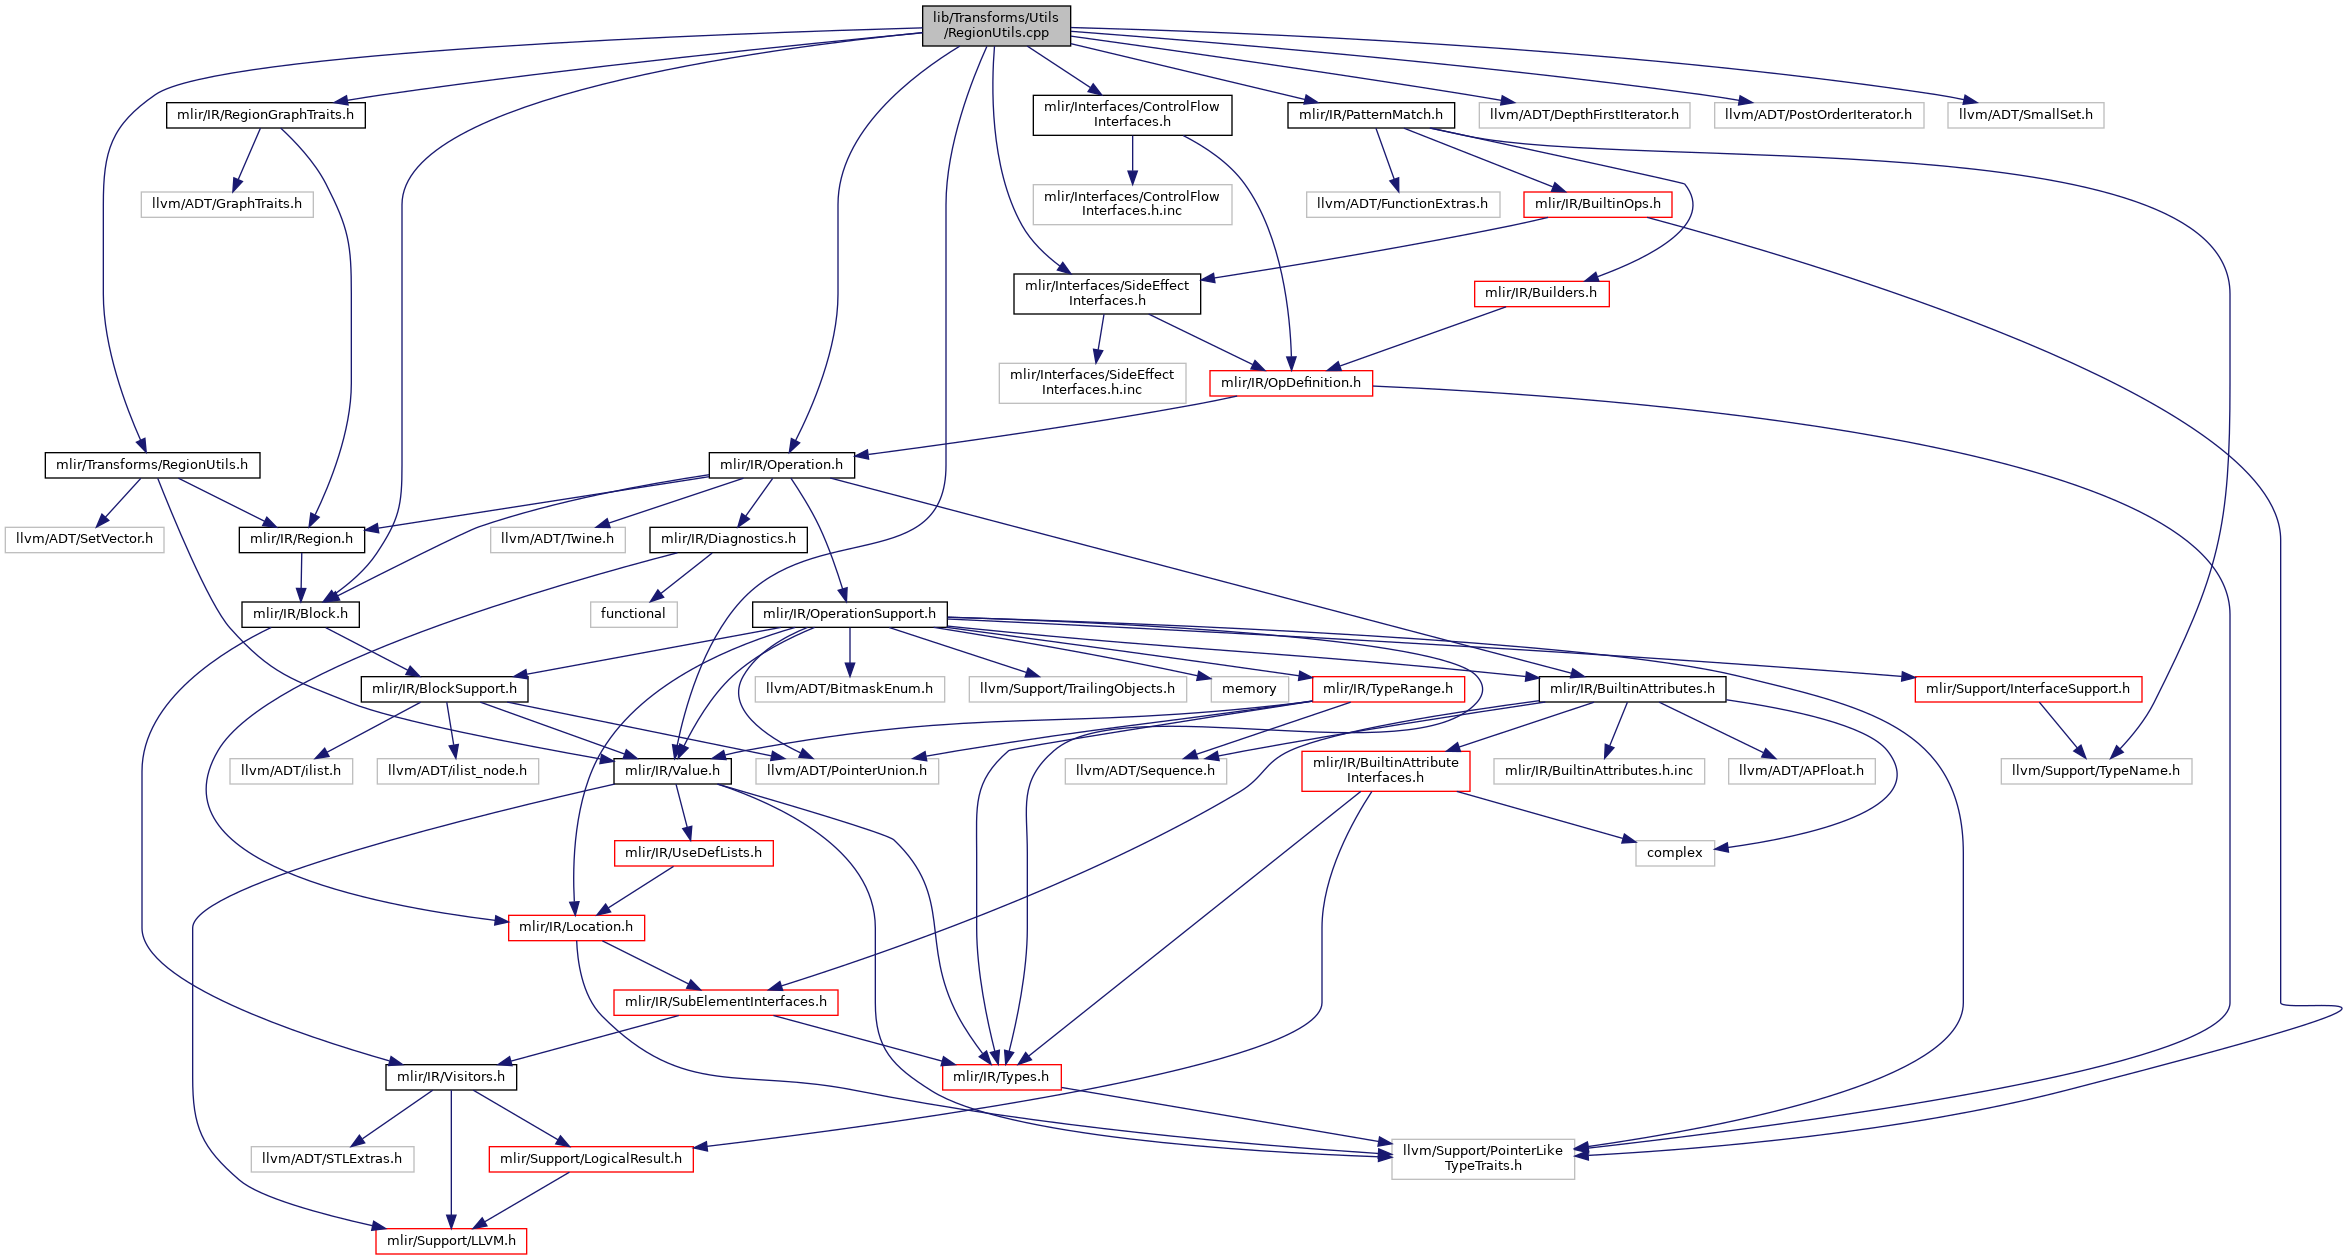 lib/Transforms/Utils
/RegionUtils.cpp
mlir/IR/RegionGraphTraits.h
mlir/Interfaces/ControlFlow
Interfaces.h
mlir/IR/PatternMatch.h
llvm/ADT/DepthFirstIterator.h
llvm/ADT/PostOrderIterator.h
llvm/ADT/SmallSet.h
llvm/ADT/GraphTraits.h
mlir/Interfaces/ControlFlow
Interfaces.h.inc
llvm/ADT/FunctionExtras.h
mlir/IR/BuiltinOps.h
mlir/Interfaces/SideEffect
Interfaces.h
mlir/IR/Builders.h
mlir/Interfaces/SideEffect
Interfaces.h.inc
mlir/IR/OpDefinition.h
mlir/Transforms/RegionUtils.h
mlir/IR/Operation.h
llvm/ADT/SetVector.h
mlir/IR/Region.h
llvm/ADT/Twine.h
mlir/IR/Diagnostics.h
mlir/IR/Block.h
functional
mlir/IR/OperationSupport.h
mlir/IR/BlockSupport.h
llvm/ADT/BitmaskEnum.h
llvm/Support/TrailingObjects.h
memory
mlir/IR/TypeRange.h
mlir/IR/BuiltinAttributes.h
mlir/Support/InterfaceSupport.h
llvm/ADT/ilist.h
llvm/ADT/ilist_node.h
mlir/IR/Value.h
llvm/ADT/PointerUnion.h
llvm/ADT/Sequence.h
mlir/IR/BuiltinAttribute
Interfaces.h
mlir/IR/BuiltinAttributes.h.inc
llvm/ADT/APFloat.h
llvm/Support/TypeName.h
mlir/IR/UseDefLists.h
complex
mlir/IR/Location.h
mlir/IR/SubElementInterfaces.h
mlir/IR/Visitors.h
mlir/IR/Types.h
llvm/ADT/STLExtras.h
mlir/Support/LogicalResult.h
llvm/Support/PointerLike
TypeTraits.h
mlir/Support/LLVM.h